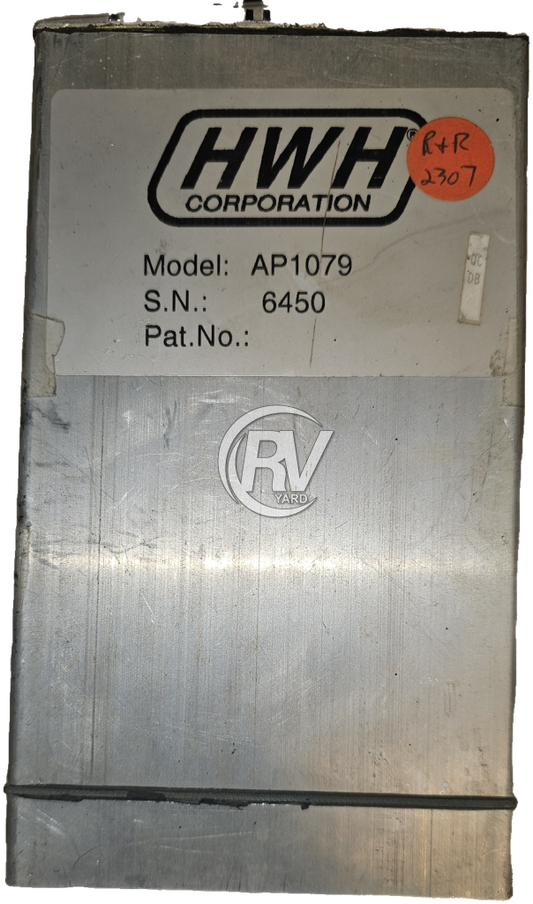 HWH®
CORPORATION
R+R
2307
Model: AP1079
S.N.: 6450
Pat.No.:
RV
YARD